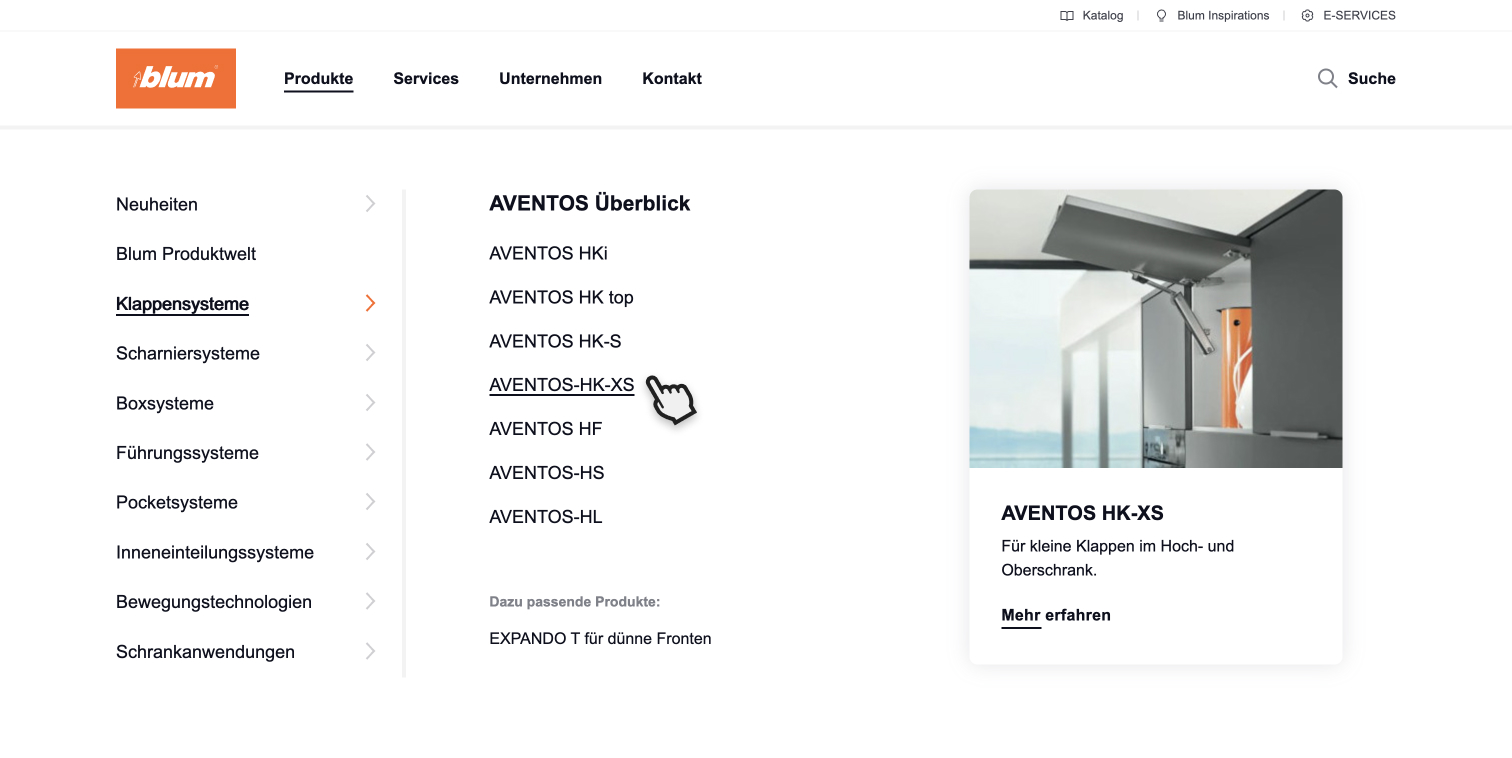 Katalog
Blum Inspirations
E-SERVICES
blum
Produkte
Services
Unternehmen
Kontakt
Suche
Neuheiten
Blum Produktwelt
Klappensysteme
Scharniersysteme
Boxsysteme
Führungssysteme
Pocketsysteme
Inneneinteilungssysteme
Bewegungstechnologien
Schrankanwendungen
AVENTOS Überblick
AVENTOS HKi
AVENTOS HK top
AVENTOS HK-S
AVENTOS-HK-XS
AVENTOS HF
AVENTOS-HS
AVENTOS-HL
Dazu passende Produkte:
EXPANDO T für dünne Fronten
AVENTOS HK-XS
Für kleine Klappen im Hoch- und
Oberschrank.
Mehr erfahren